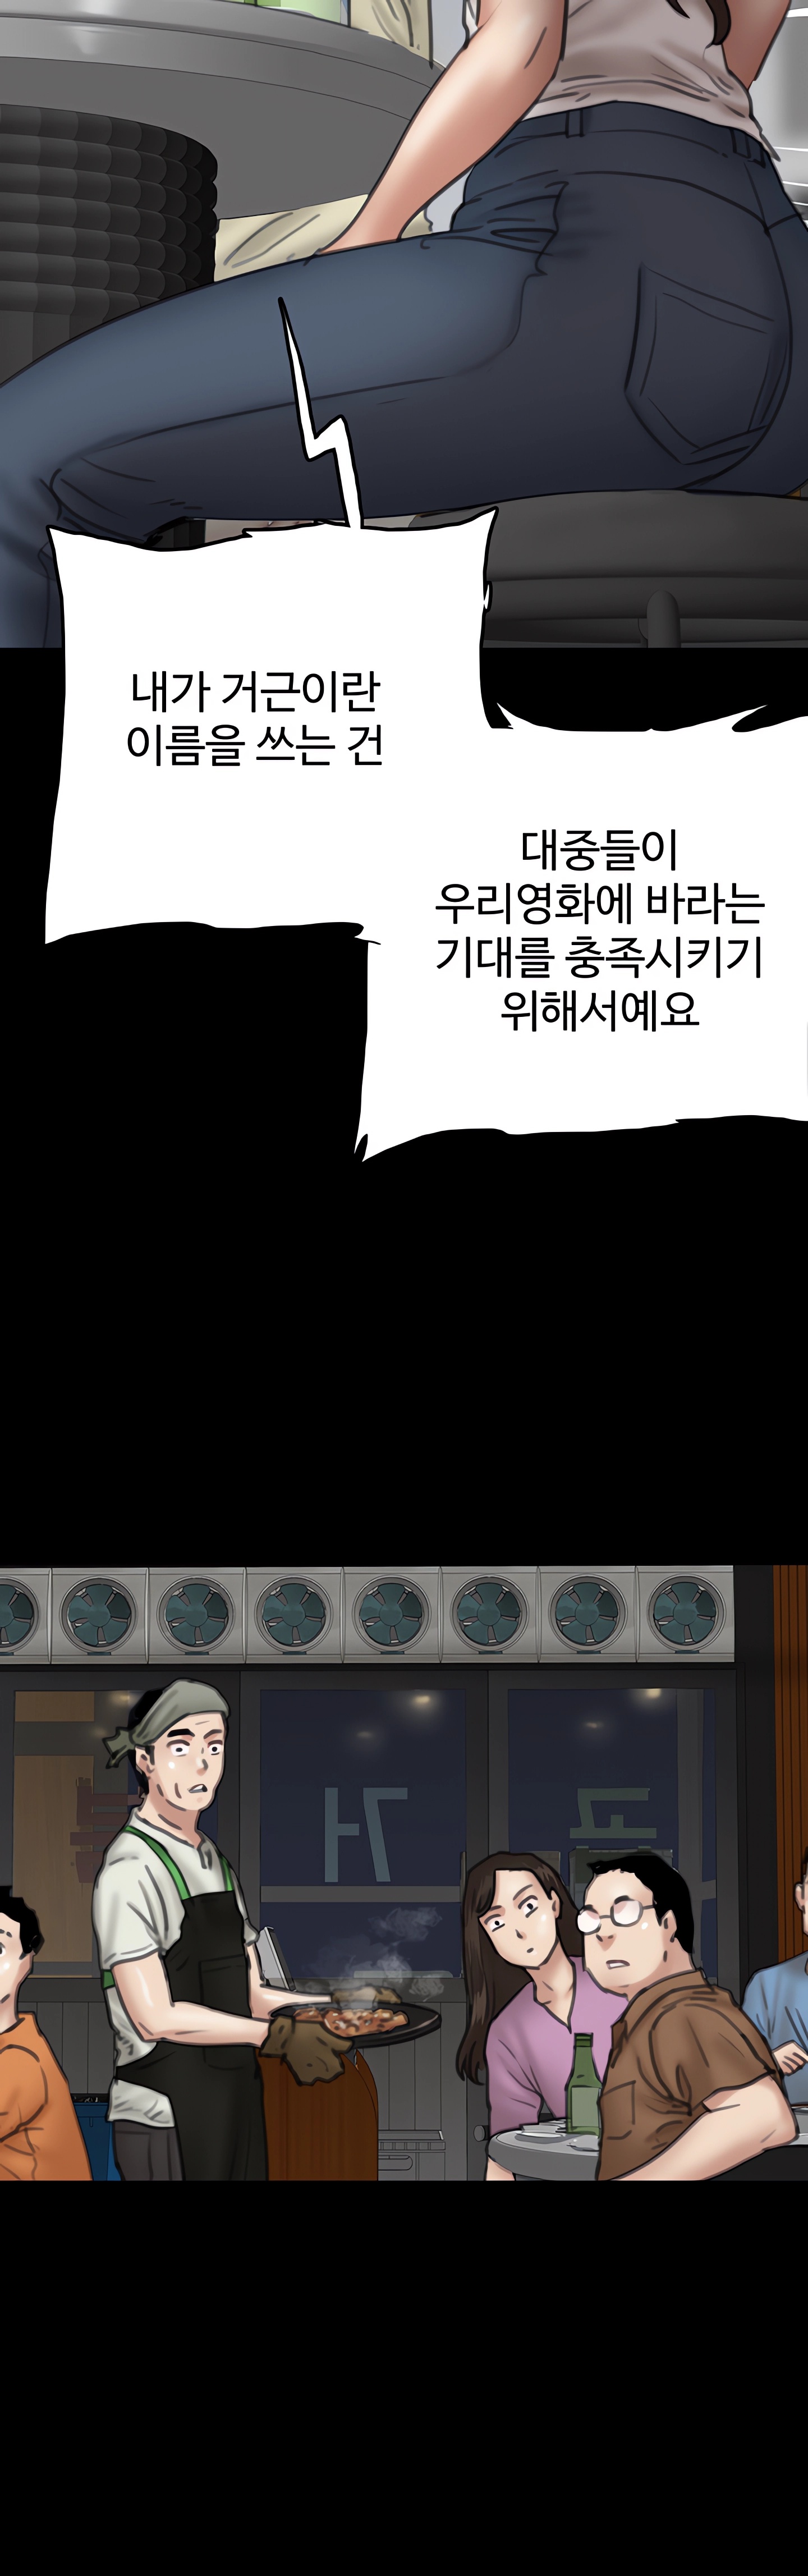 내가 거근이란
이름을 쓰는 건
대중들이
우리영화에 바라는
기대를 충족시키기
위해서예요
거